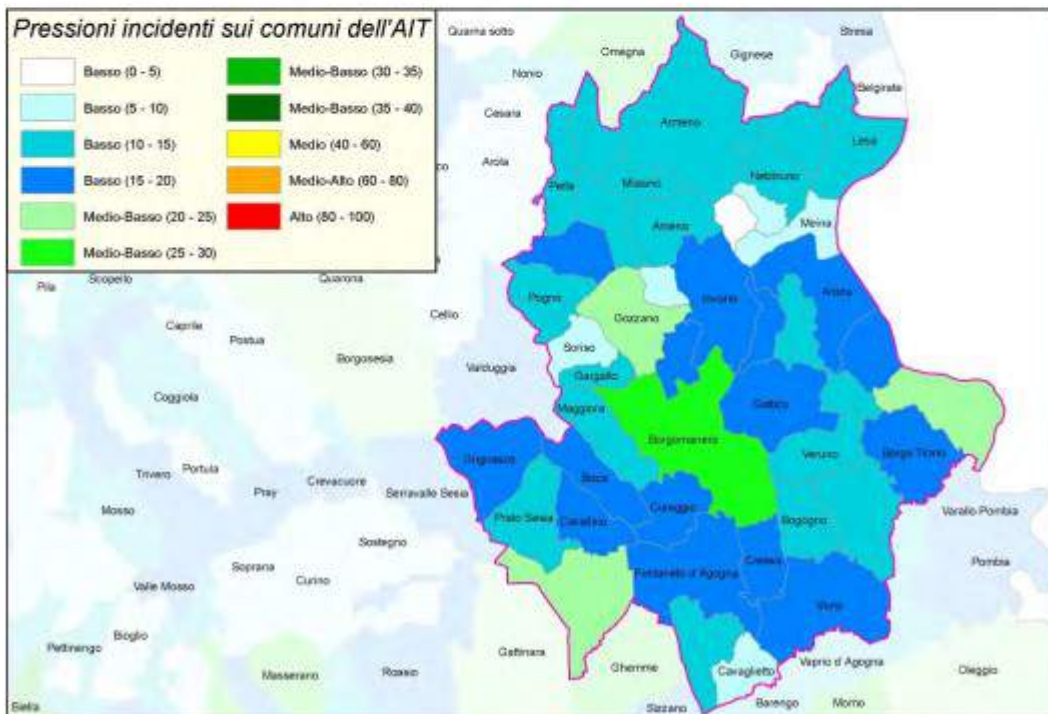 Pressioni incidenti sui comuni dell'AIT
Basso (0 - 5)
Medio-Basso (30 - 35)
Basso (5 - 10)
Medio-Basso (35 - 40)
Basso (10 - 15)
Medio (40 - 60)
Basso (15 - 20)
Medio-Alto (60 - 80)
Medio-Basso (20 - 25)
Alto (80 - 100)
Medio-Basso (25 - 30)
Quarna sotto
Omegna
Gignese
Stresa
Nonio
Belgirate
Cesara
Armeno
Lesa
Arola
Pella
Miasino
Nebbiuno
Ameno
Meina
Pila
Scopello
Quarona
Pogno
Invorio
Arona
Cellio
Gozzano
Caprile
Postua
Borgosesia
Valduggia
Soriso
Gargallo
Coggiola
Maggiora
Gattico
Borgomanero
Grignasco
Veruno
Borgo Ticino
Trivero
Portula
Pray
Crevacuore
Serravalle Sesia
Boca
Mosso
Prato Sesia
Cavallirio
Cureggio
Bogogno
Varallo Pombia
Sostegno
Soprana
Curino
Valle Mosso
Fontaneto d'Agogna
Cressa
Pombia
Suno
Pettinengo
Bioglio
Masserano
Roasio
Gattinara
Ghemme
Cavaglietto
Vaprio d'Agogna
Oleggio
Biella
Sizzano
Barengo
Momo